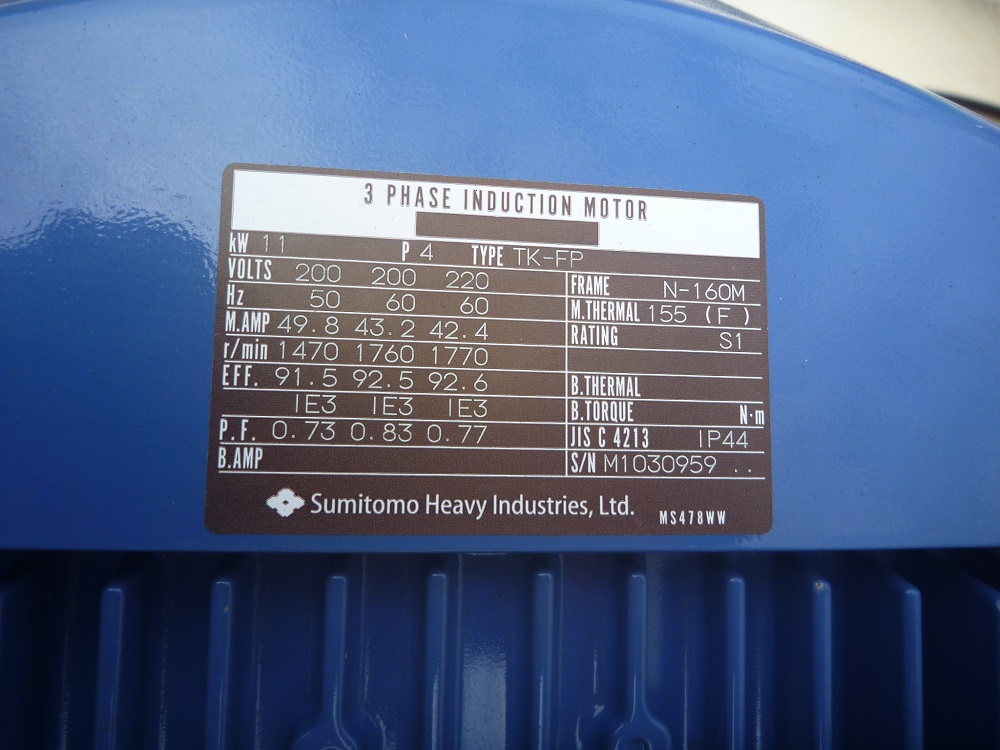 3 PHASE INDUCTION MOTOR
kW 11 P 4 TYPE TK-FP
VOLTS 200 200 220 FRAME N-160M
Hz 50 60 60 M.THERMAL 155 (F)
M.AMP 49.8 43.2 42.4 RATING S1
r/min 1470 1760 1770
EFF. 91.5 92.5 92.6 B.THERMAL
IE3 IE3 IE3 B.TORQUE N·m
P.F. 0.73 0.83 0.77 JIS C 4213 IP44
B.AMP S/N M1030959 ..
Sumitomo Heavy Industries, Ltd. MS478WW